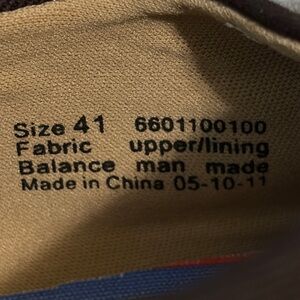 Size 41 6601100100
Fabric upper/lining
Balance man made
Made in China 05-10-11